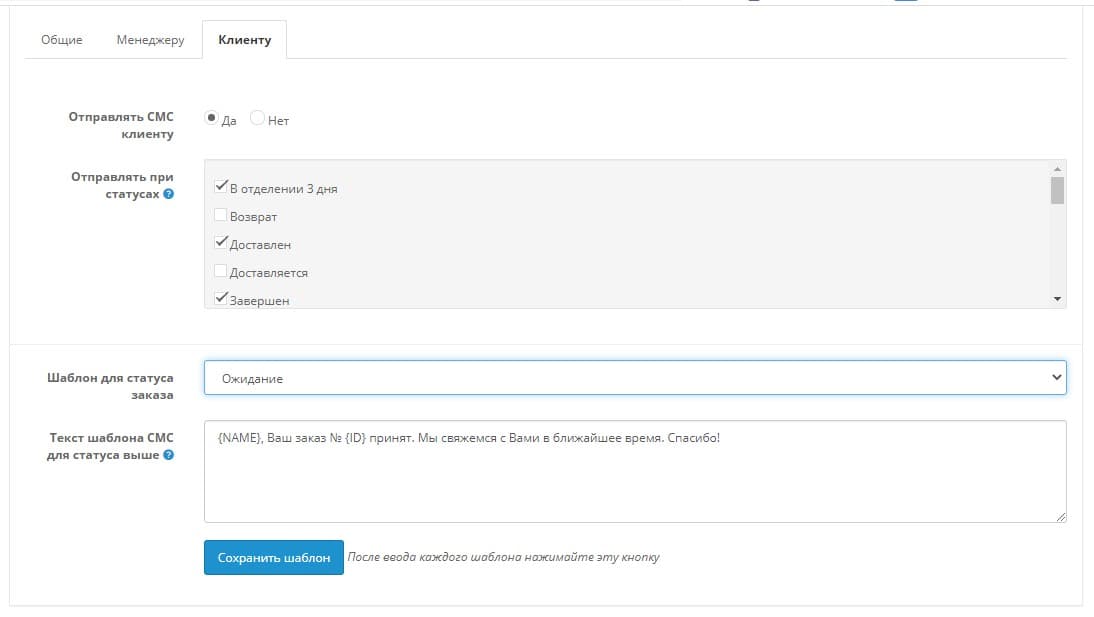 Общие
Менеджеру
Клиенту
Отправлять СМС
клиенту
Да
Нет
Отправлять при
статусах ?
В отделении 3 дня
Возврат
Доставлен
Доставляется
Завершен
Шаблон для статуса
заказа
Ожидание
Текст шаблона СМС
для статуса выше ?
{NAME}, Ваш заказ № {ID} принят. Мы свяжемся с Вами в ближайшее время. Спасибо!
Сохранить шаблон
После ввода каждого шаблона нажимайте эту кнопку